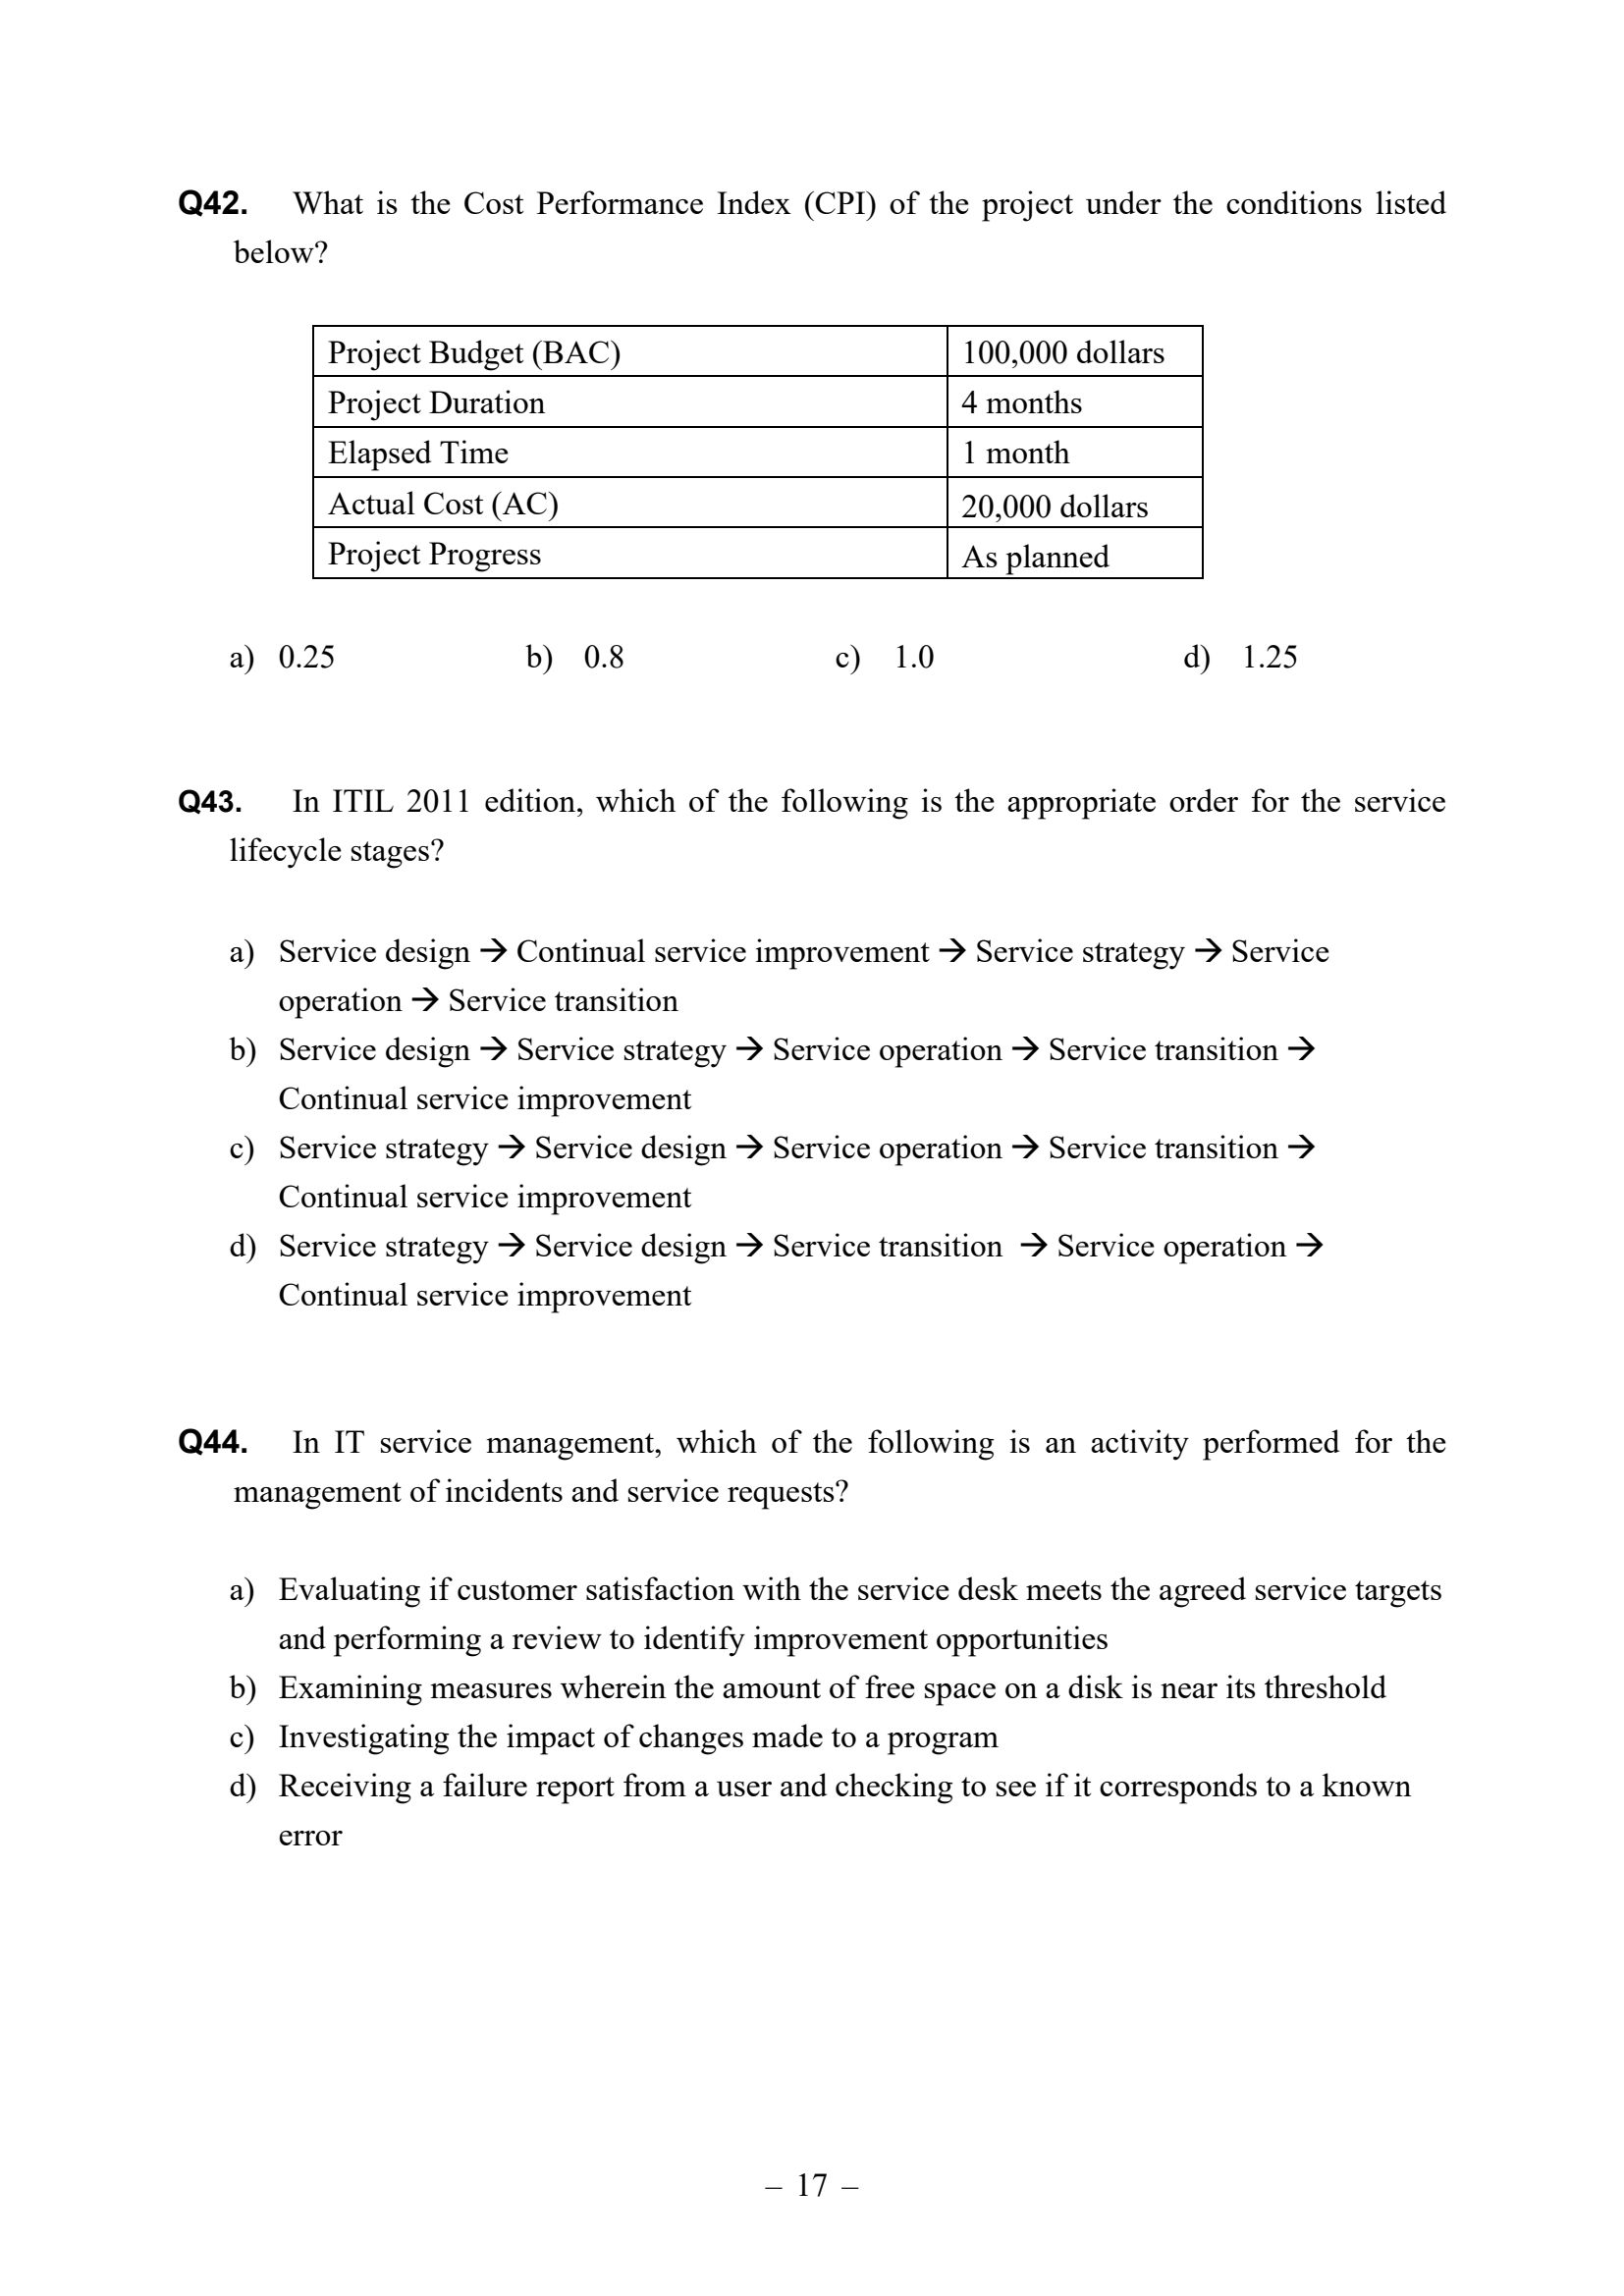 Q42. What is the Cost Performance Index (CPI) of the project under the conditions listed
below?
Project Budget (BAC) 100,000 dollars
Project Duration 4 months
Elapsed Time 1 month
Actual Cost (AC) 20,000 dollars
Project Progress As planned
a) 0.25 b) 0.8 c) 1.0 d) 1.25
Q43. In ITIL 2011 edition, which of the following is the appropriate order for the service
lifecycle stages?
a) Service design → Continual service improvement → Service strategy → Service
operation → Service transition
b) Service design → Service strategy → Service operation → Service transition →
Continual service improvement
c) Service strategy → Service design → Service operation → Service transition →
Continual service improvement
d) Service strategy → Service design → Service transition → Service operation →
Continual service improvement
Q44. In IT service management, which of the following is an activity performed for the
management of incidents and service requests?
a) Evaluating if customer satisfaction with the service desk meets the agreed service targets
and performing a review to identify improvement opportunities
b) Examining measures wherein the amount of free space on a disk is near its threshold
c) Investigating the impact of changes made to a program
d) Receiving a failure report from a user and checking to see if it corresponds to a known
error
– 17 –